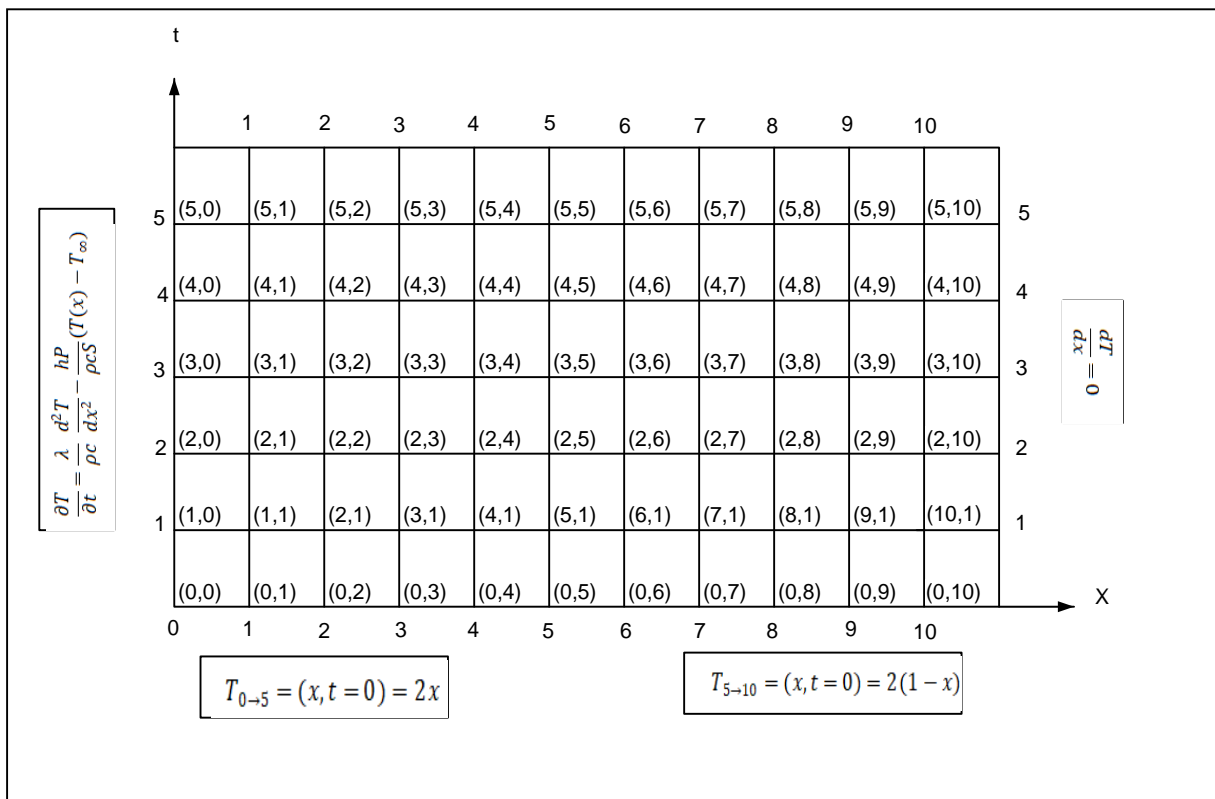 t
1 2 3 4 5 6 7 8 9 10
5 (5,0) (5,1) (5,2) (5,3) (5,4) (5,5) (5,6) (5,7) (5,8) (5,9) (5,10) 5
4 (4,0) (4,1) (4,2) (4,3) (4,4) (4,5) (4,6) (4,7) (4,8) (4,9) (4,10) 4
3 (3,0) (3,1) (3,2) (3,3) (3,4) (3,5) (3,6) (3,7) (3,8) (3,9) (3,10) 3
2 (2,0) (2,1) (2,2) (2,3) (2,4) (2,5) (2,6) (2,7) (2,8) (2,9) (2,10) 2
1 (1,0) (1,1) (2,1) (3,1) (4,1) (5,1) (6,1) (7,1) (8,1) (9,1) (10,1) 1
(0,0) (0,1) (0,2) (0,3) (0,4) (0,5) (0,6) (0,7) (0,8) (0,9) (0,10)
X
0 1 2 3 4 5 6 7 8 9 10
∂T/∂t = λ/ρc d²T/dx² − hP/ρcS (T(x) − T∞)
dT/dx = 0
T₀→₅ = (x, t = 0) = 2x
T₅→₁₀ = (x, t = 0) = 2(1 − x)